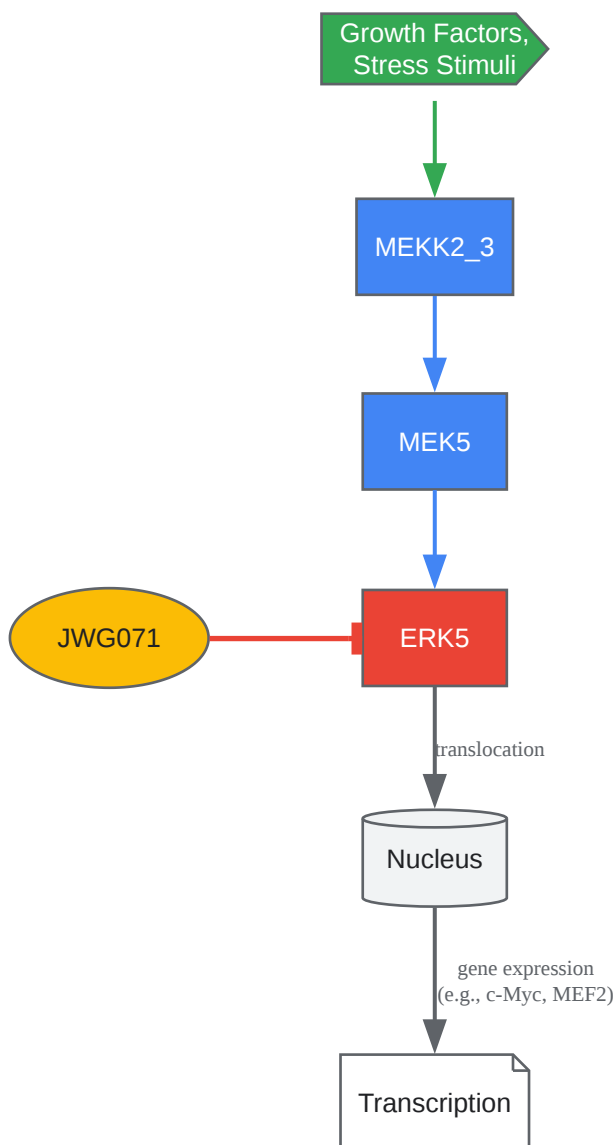 Growth Factors,
Stress Stimuli
MEKK2_3
MEK5
JWG071
ERK5
translocation
Nucleus
gene expression
(e.g., c-Myc, MEF2)
Transcription